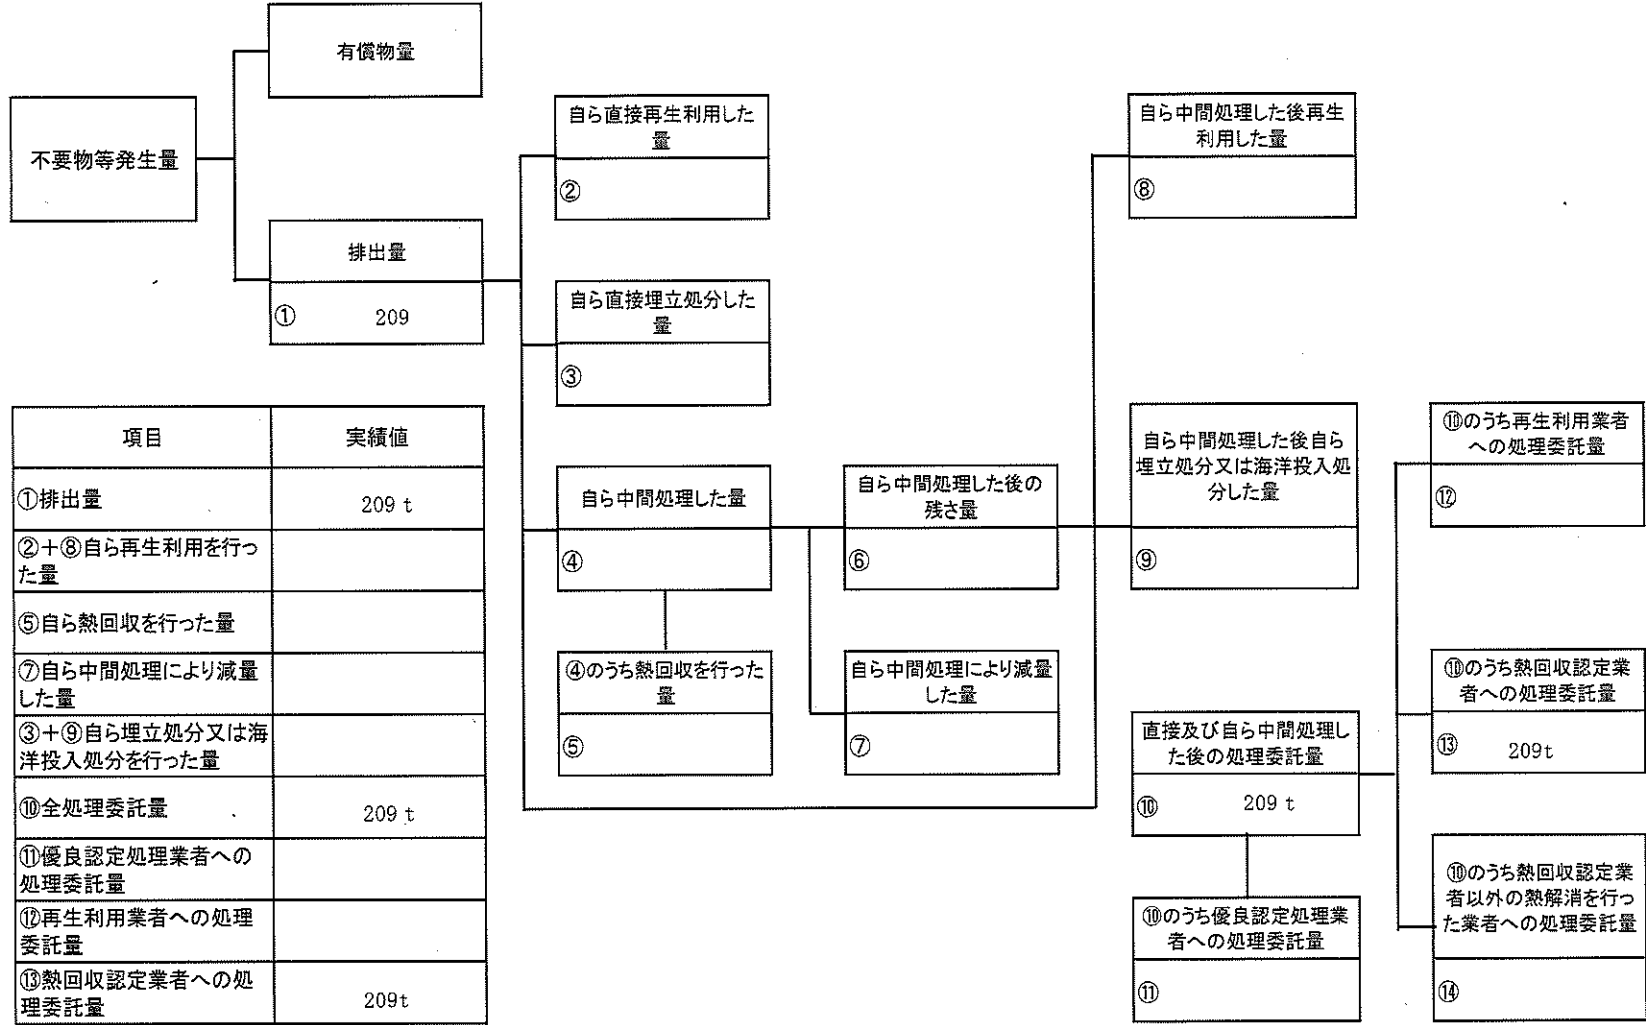 有償物量
不要物等発生量
排出量
① 209
自ら直接再生利用した
量
②
自ら直接埋立処分した
量
③
自ら中間処理した量
④
④のうち熱回収を行った
量
⑤
自ら中間処理した後の
残さ量
⑥
自ら中間処理により減量
した量
⑦
自ら中間処理した後再生
利用した量
⑧
自ら中間処理した後自ら
埋立処分又は海洋投入処
分した量
⑨
直接及び自ら中間処理し
た後の処理委託量
⑩ 209 t
⑩のうち優良認定処理業
者への処理委託量
⑪
⑩のうち再生利用業者
への処理委託量
⑫
⑩のうち熱回収認定業
者への処理委託量
⑬ 209t
⑩のうち熱回収認定業
者以外の熱解消を行っ
た業者への処理委託量
⑭
項目 実績値
①排出量 209 t
②+⑧自ら再生利用を行っ
た量
⑤自ら熱回収を行った量
⑦自ら中間処理により減量
した量
③+⑨自ら埋立処分又は海
洋投入処分を行った量
⑩全処理委託量 209 t
⑪優良認定処理業者への
処理委託量
⑫再生利用業者への処理
委託量
⑬熱回収認定業者への処
理委託量 209t